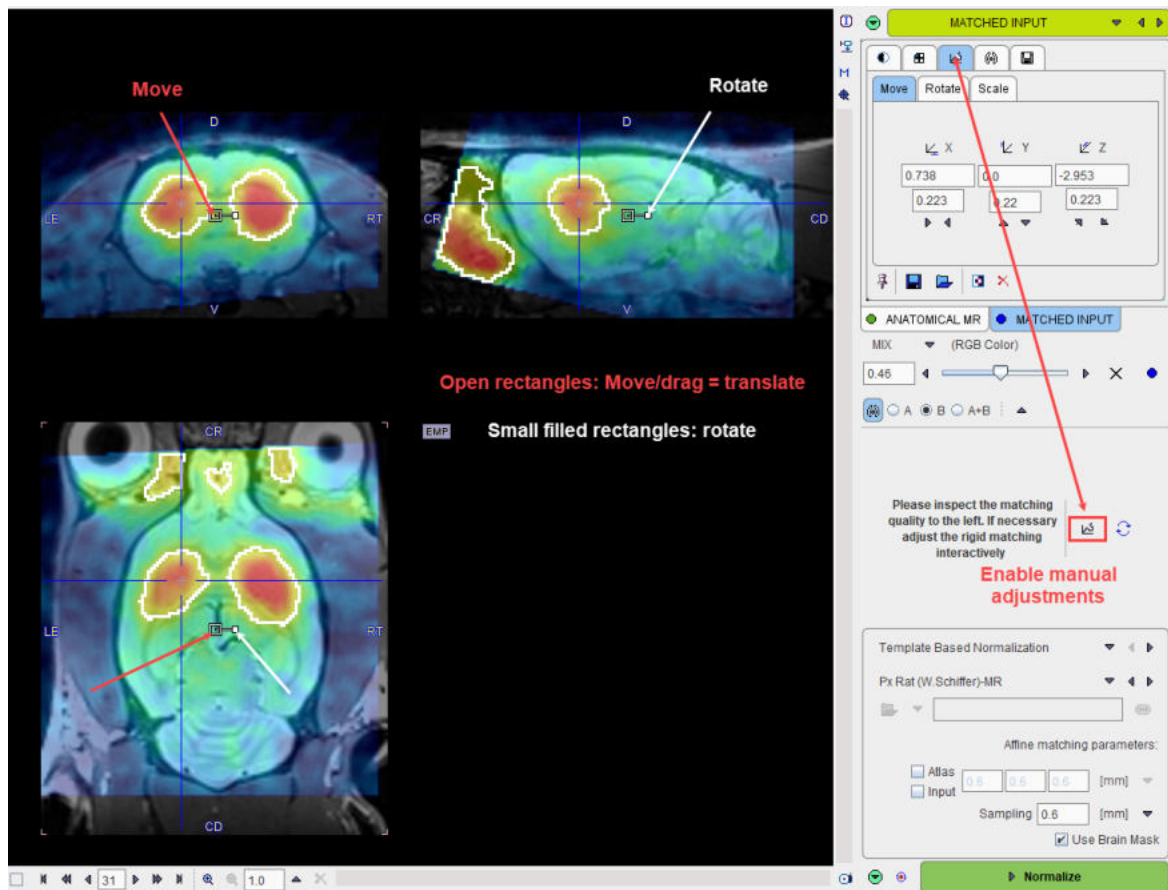 MATCHED INPUT
Move
Rotate
D
D
LE
RT
CR
CD
V
V
Move Rotate Scale
X Y Z
0.738 0.0 -2.953
0.223 0.22 0.223
ANATOMICAL MR MATCHED INPUT
MIX (RGB Color)
0.46
A B A+B
Open rectangles: Move/drag = translate
EMP
Small filled rectangles: rotate
CR
LE
RT
CD
Please inspect the matching
quality to the left. If necessary
adjust the rigid matching
interactively
Enable manual
adjustments
Template Based Normalization
Px Rat (W.Schiffer)-MR
Affine matching parameters:
Atlas
Input
0.6 0.6 0.6 [mm]
Sampling 0.6 [mm]
Use Brain Mask
31
1.0
Normalize
I
M